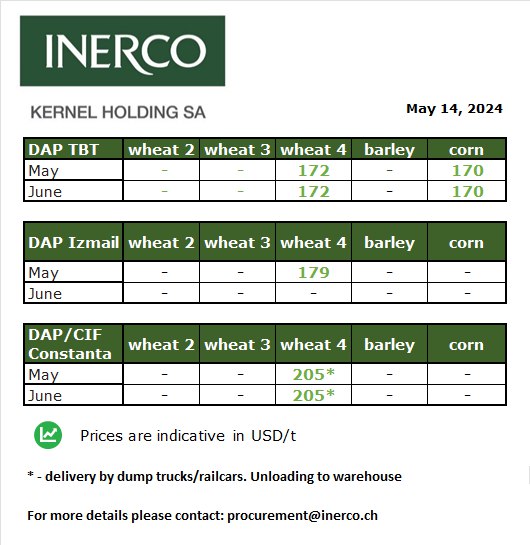 INERCO
KERNEL HOLDING SA
May 14, 2024
DAP TBT wheat 2 wheat 3 wheat 4 barley corn
May - - 172 - 170
June - - 172 - 170
DAP Izmail wheat 2 wheat 3 wheat 4 barley corn
May - - 179 - -
June - - - - -
DAP/CIF
Constanta wheat 2 wheat 3 wheat 4 barley corn
May - - 205* - -
June - - 205* - -
Prices are indicative in USD/t
* - delivery by dump trucks/railcars. Unloading to warehouse
For more details please contact: procurement@inerco.ch